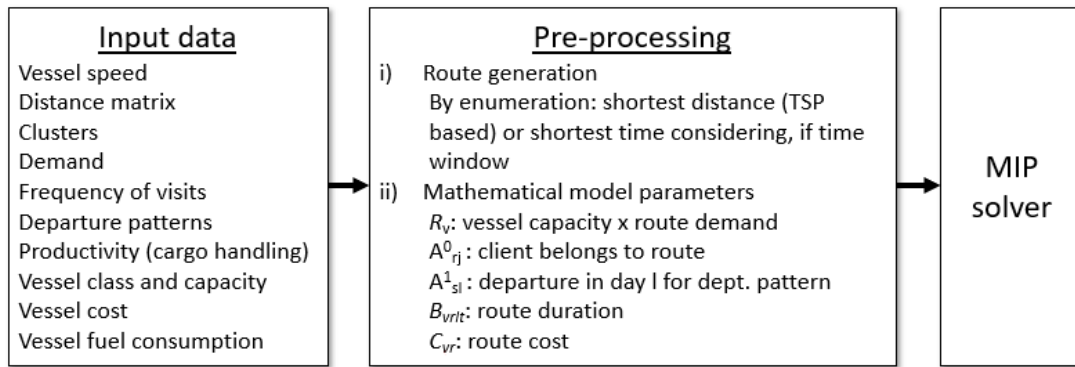 Input data
Vessel speed
Distance matrix
Clusters
Demand
Frequency of visits
Departure patterns
Productivity (cargo handling)
Vessel class and capacity
Vessel cost
Vessel fuel consumption
Pre-processing
i) Route generation
By enumeration: shortest distance (TSP
based) or shortest time considering, if time
window
ii) Mathematical model parameters
Rv: vessel capacity x route demand
A0rj : client belongs to route
A1sl : departure in day l for dept. pattern
Bvrlt: route duration
Cvr: route cost
MIP
solver